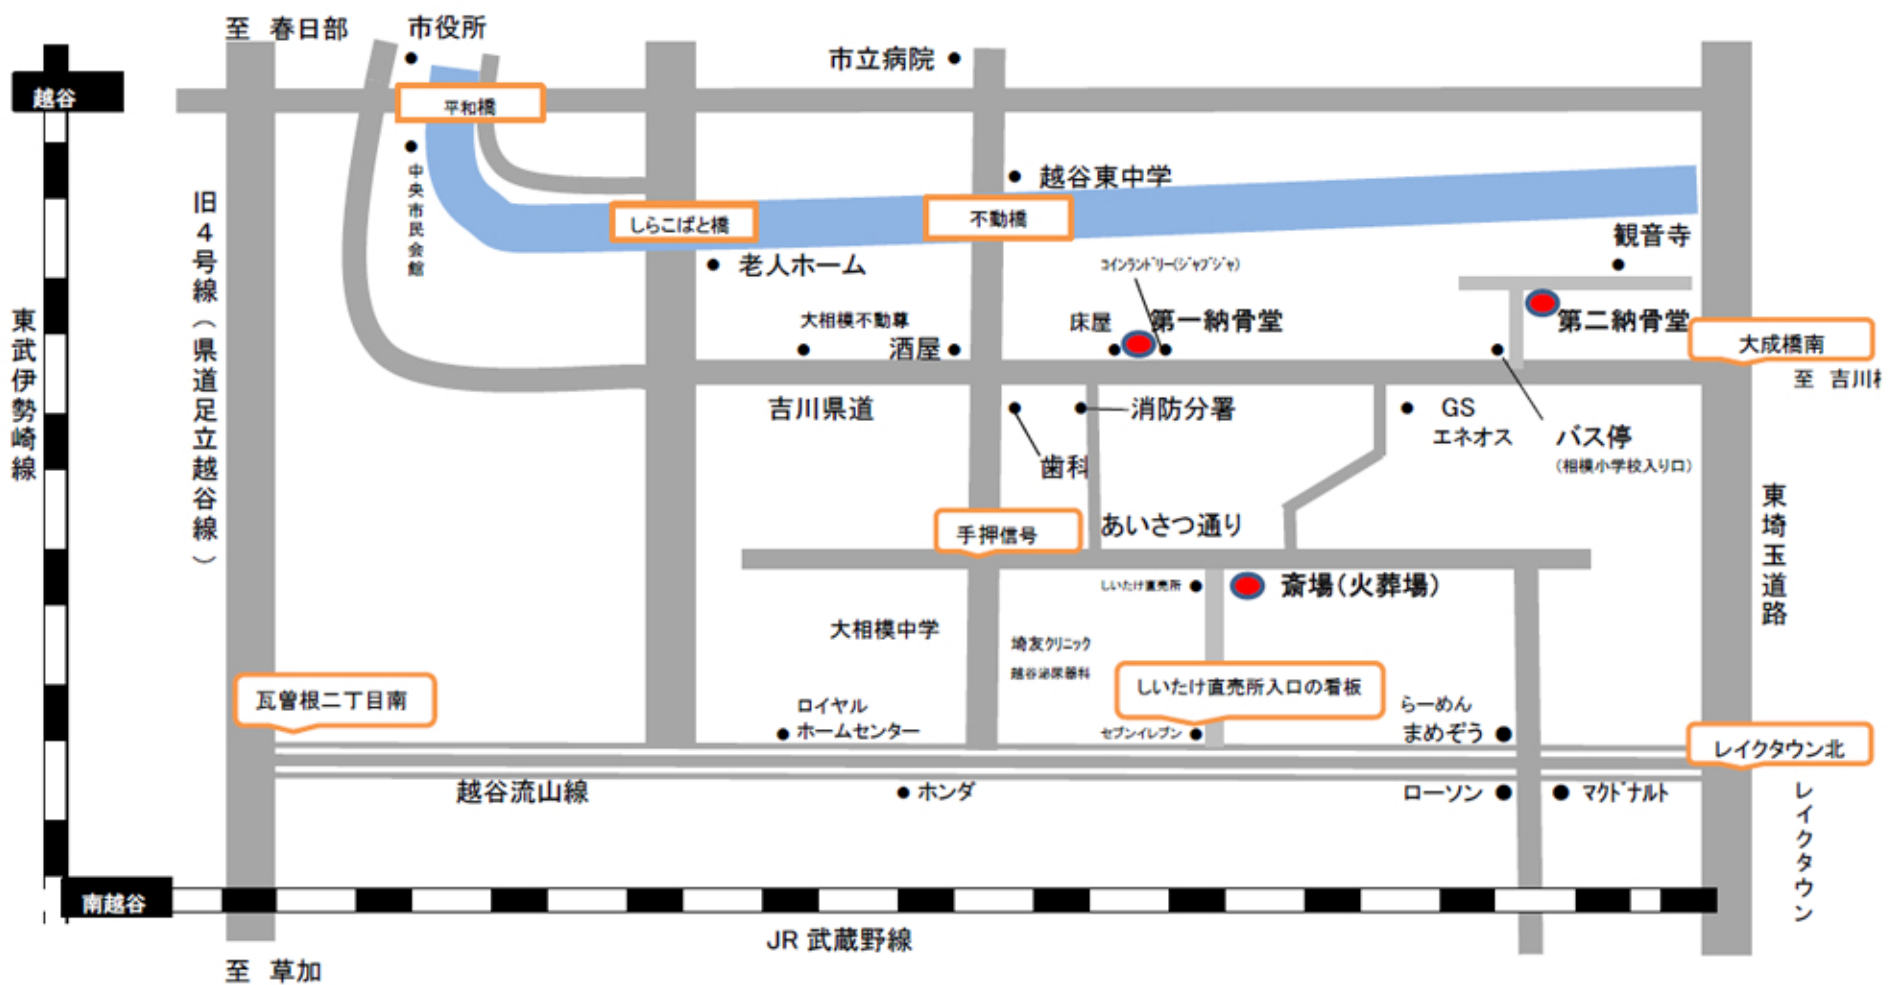 至 春日部
市役所
市立病院
越谷
平和橋
中央市民会館
越谷東中学
旧4号線(県道足立越谷線)
しらこばと橋
不動橋
観音寺
老人ホーム
コインランドリー(ジャブジャ)
東武伊勢崎線
大相模不動尊
酒屋
床屋
第一納骨堂
第二納骨堂
大成橋南
至 吉川
吉川県道
消防分署
GS
エネオス
バス停
(相模小学校入り口)
歯科
東埼玉道路
手押信号
あいさつ通り
しいたけ直売所
斎場(火葬場)
大相模中学
埼友クリニック
越谷泌尿器科
瓦曽根二丁目南
しいたけ直売所入口の看板
ロイヤル
ホームセンター
セブンイレブン
らーめん
まめぞう
レイクタウン北
越谷流山線
ホンダ
ローソン
マクドナルト
レイクタウン
南越谷
JR 武蔵野線
至 草加